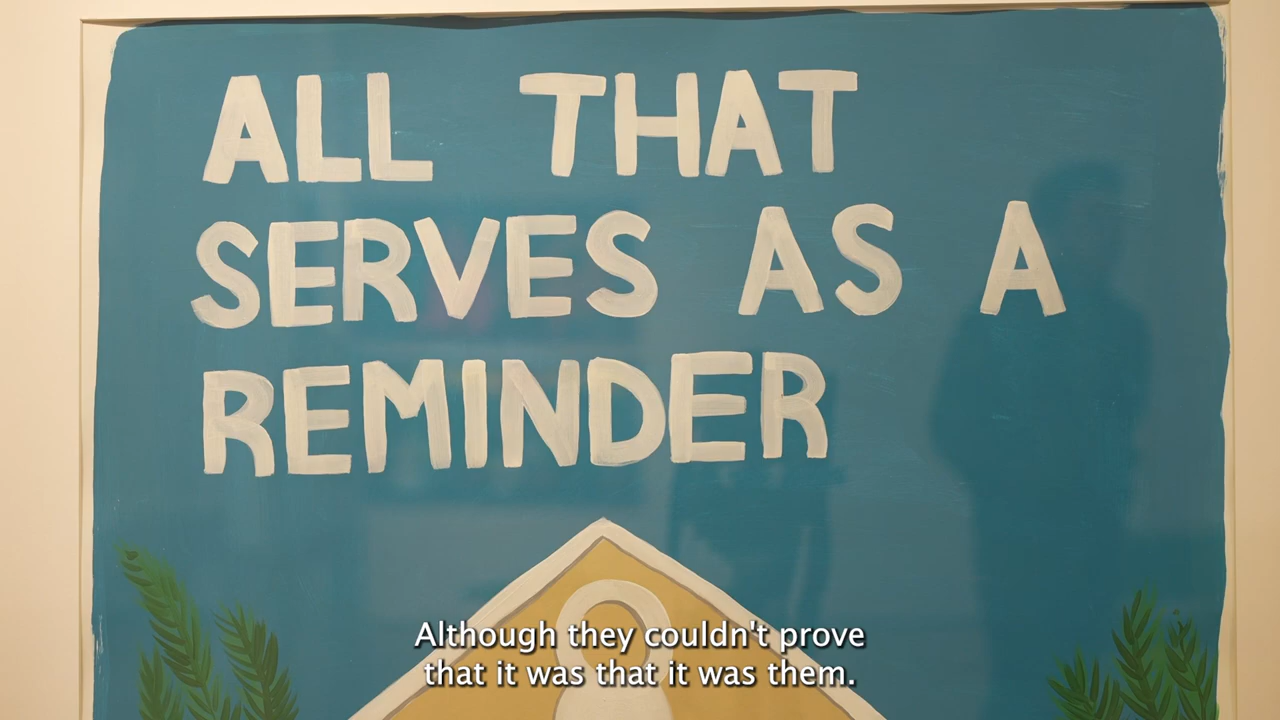 ALL THAT
SERVES AS A
REMINDER
Although they couldn't prove
that it was that it was them.